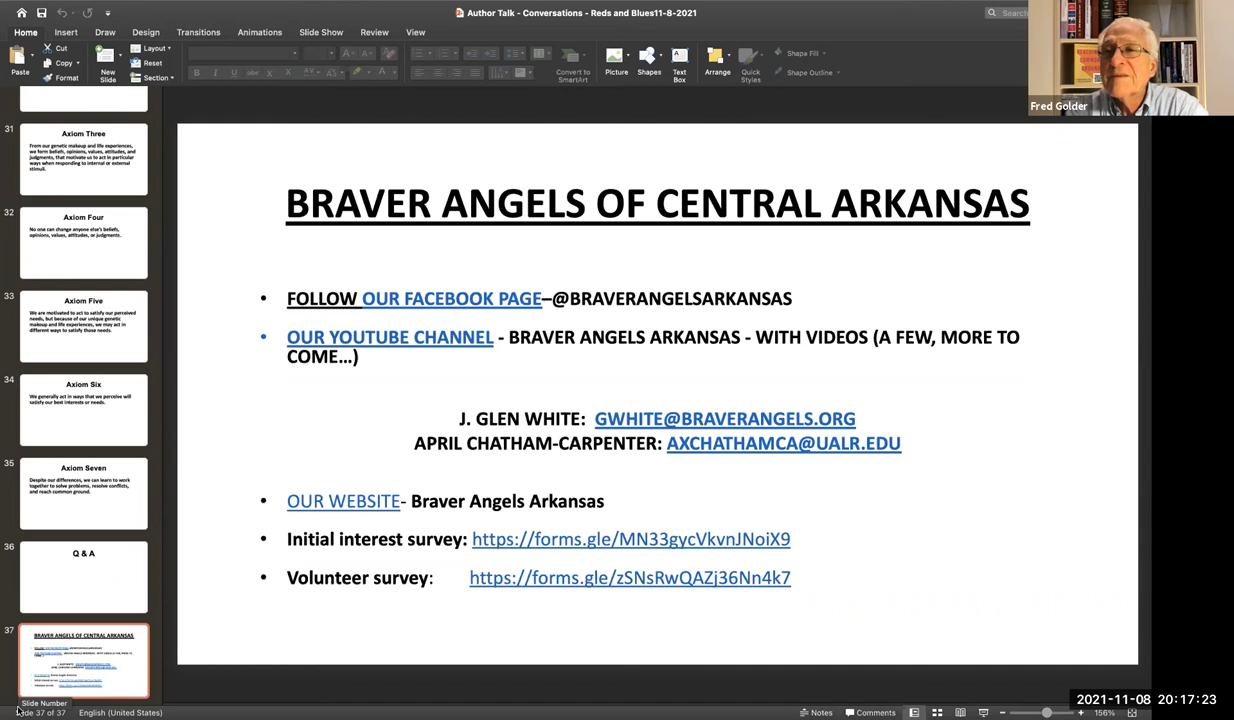 Author Talk - Conversations - Reds and Blues11-8-2021
Search
Home Insert Draw Design Transitions Animations Slide Show Review View
Paste
Cut
Copy
Format
New
Slide
Layout
Reset
Section
Convert to
SmartArt
Picture
Shapes
Text
Box
Arrange
Quick
Styles
Shape Fill
Shape Outline
Fred Golder
31
Axiom Three
From our genetic makeup and life experiences,
we form beliefs, opinions, values, attitudes, and
judgments, that motivate us to act in particular
ways when responding to internal or external
stimuli.
32
Axiom Four
No one can change anyone else's beliefs,
opinions, values, attitudes, or judgments.
33
Axiom Five
We are motivated to act to satisfy our perceived
needs, but because of our unique genetic
makeup and life experiences, we may act in
different ways to satisfy those needs.
34
Axiom Six
We generally act in ways that we perceive will
satisfy our best interests or needs.
35
Axiom Seven
Despite our differences, we can learn to work
together to solve problems, resolve conflicts,
and reach common ground.
36
Q & A
37
BRAVER ANGELS OF CENTRAL ARKANSAS
BRAVER ANGELS OF CENTRAL ARKANSAS
• FOLLOW OUR FACEBOOK PAGE–@BRAVERANGELSARKANSAS
• OUR YOUTUBE CHANNEL - BRAVER ANGELS ARKANSAS - WITH VIDEOS (A FEW, MORE TO
COME…)
J. GLEN WHITE: GWHITE@BRAVERANGELS.ORG
APRIL CHATHAM-CARPENTER: AXCHATHAMCA@UALR.EDU
• OUR WEBSITE- Braver Angels Arkansas
• Initial interest survey: https://forms.gle/MN33gycVkvnJNoiX9
• Volunteer survey: https://forms.gle/zSNsRwQAZj36Nn4k7
Slide Number
37 of 37 English (United States)
Notes Comments 156%
2021-11-08 20:17:23